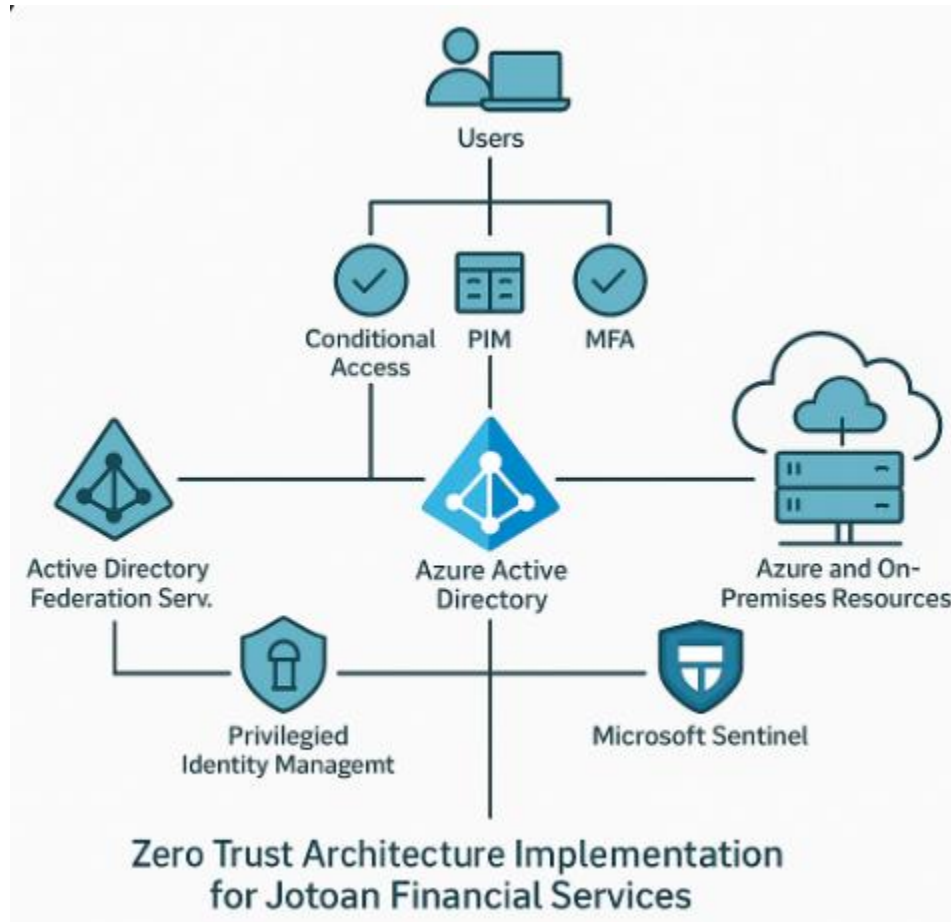 Users
Conditional
Access
PIM
MFA
Active Directory
Federation Serv.
Azure Active
Directory
Azure and On-
Premises Resources
Privilegied
Identity Managemt
Microsoft Sentinel
Zero Trust Architecture Implementation
for Jotoan Financial Services